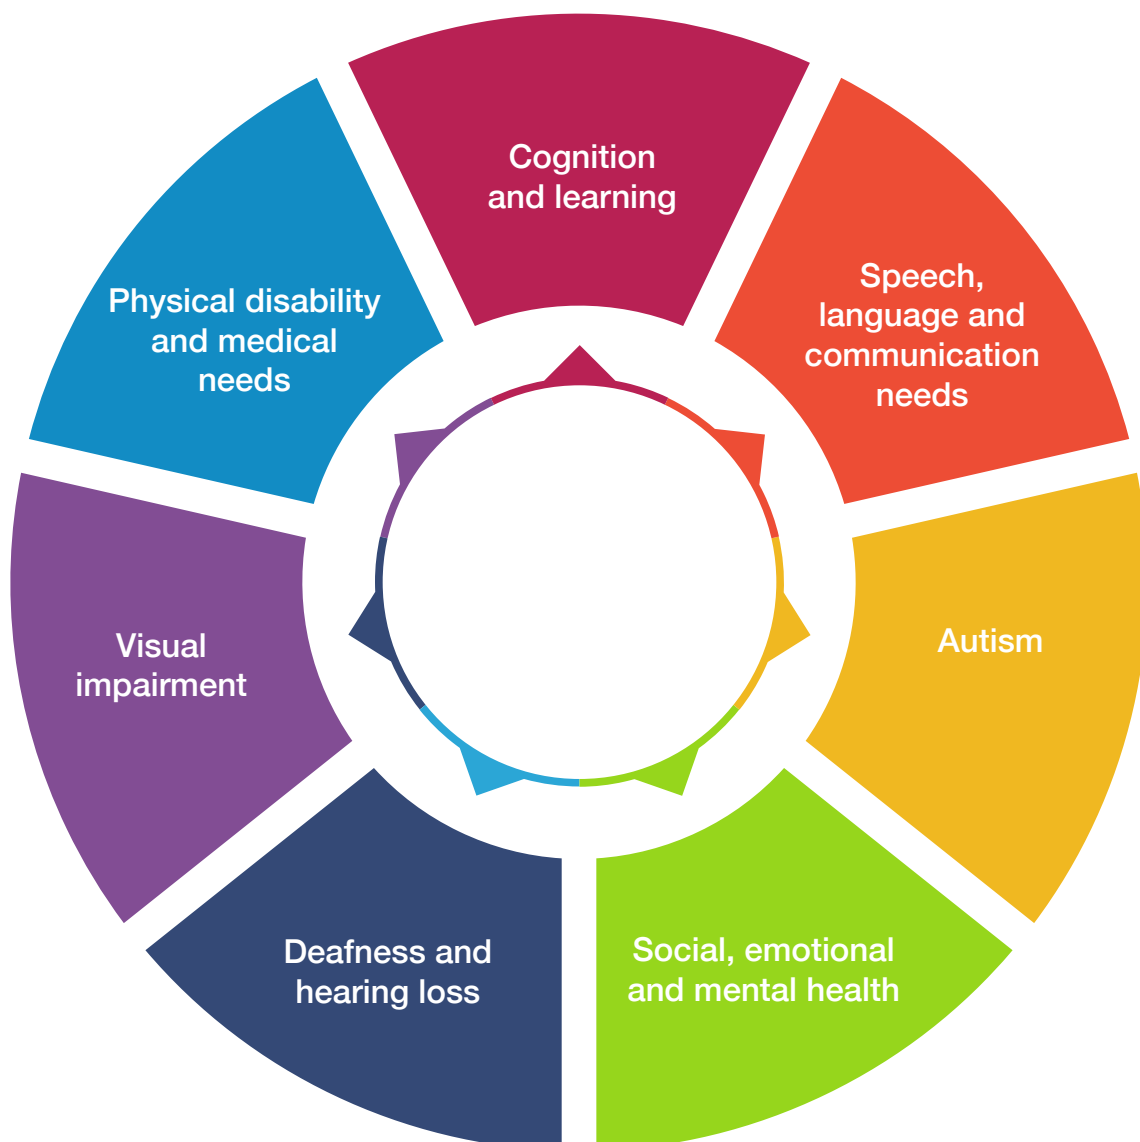 Cognition
and learning
Speech,
language and
communication
needs
Autism
Social, emotional
and mental health
Deafness and
hearing loss
Visual
impairment
Physical disability
and medical
needs